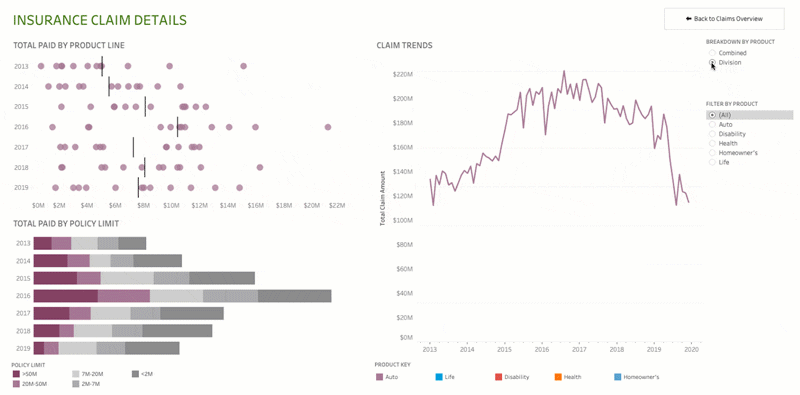 INSURANCE CLAIM DETAILS
⬅ Back to Claims Overview
TOTAL PAID BY PRODUCT LINE
2013
2014
2015
2016
2017
2018
2019
$0M $2M $4M $6M $8M $10M $12M $14M $16M $18M $20M $22M
TOTAL PAID BY POLICY LIMIT
2013
2014
2015
2016
2017
2018
2019
POLICY LIMIT
>50M 7M-20M <2M
20M-50M 2M-7M
CLAIM TRENDS
Total Claim Amount
$220M
$200M
$180M
$160M
$140M
$120M
$100M
$80M
$60M
$40M
$20M
$0M
2013 2014 2015 2016 2017 2018 2019 2020
PRODUCT KEY
Auto Life Disability Health Homeowner's
BREAKDOWN BY PRODUCT
Combined
Division
FILTER BY PRODUCT
(All)
Auto
Disability
Health
Homeowner's
Life